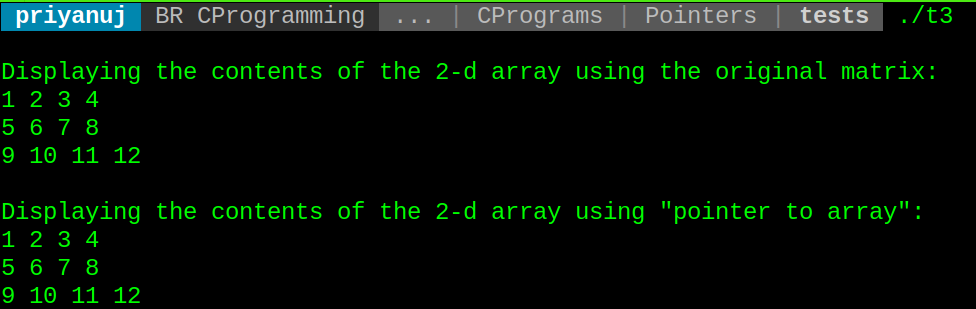 priyanuj BR CProgramming ... | CPrograms | Pointers | tests ./t3
Displaying the contents of the 2-d array using the original matrix:
1 2 3 4
5 6 7 8
9 10 11 12
Displaying the contents of the 2-d array using "pointer to array":
1 2 3 4
5 6 7 8
9 10 11 12